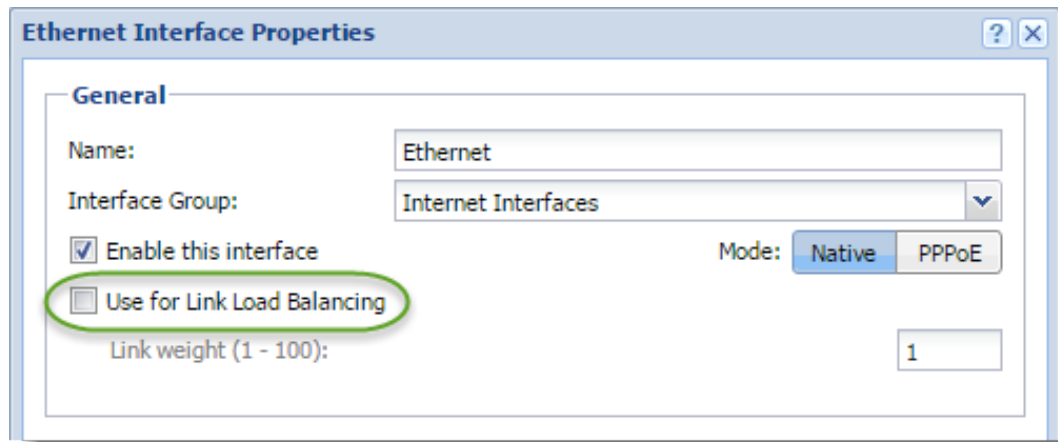 Ethernet Interface Properties
General
Name: Ethernet
Interface Group: Internet Interfaces
Enable this interface Mode: Native PPPoE
Use for Link Load Balancing
Link weight (1 - 100): 1